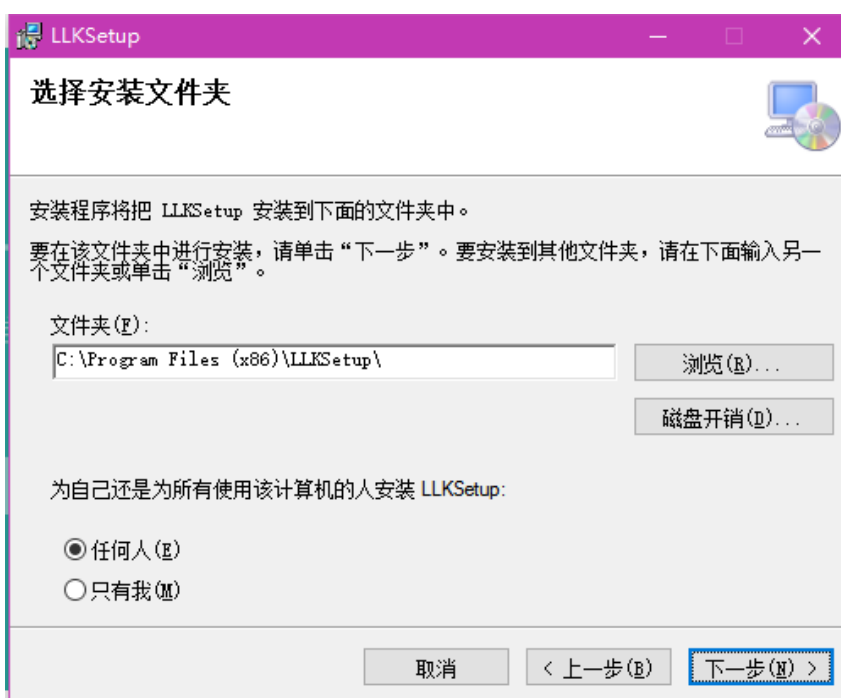 LLKSetup
选择安装文件夹
安装程序将把 LLKSetup 安装到下面的文件夹中。
要在该文件夹中进行安装，请单击“下一步”。要安装到其他文件夹，请在下面输入另一
个文件夹或单击“浏览”。
文件夹(F):
C:\Program Files (x86)\LLKSetup\
浏览(R)...
磁盘开销(D)...
为自己还是为所有使用该计算机的人安装 LLKSetup:
任何人(E)
只有我(M)
取消
< 上一步(B)
下一步(N) >